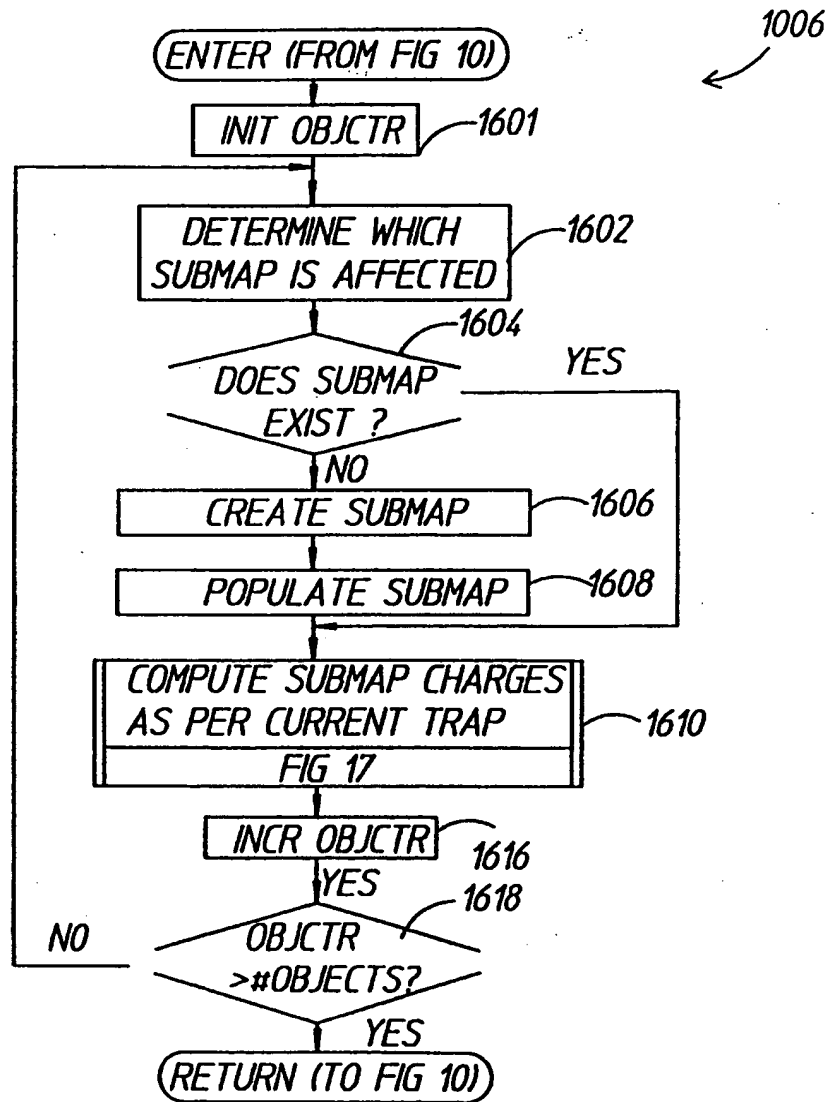 1006
ENTER (FROM FIG 10)
INIT OBJCTR
1601
DETERMINE WHICH
SUBMAP IS AFFECTED
1602
1604
DOES SUBMAP
EXIST ?
YES
NO
CREATE SUBMAP
1606
POPULATE SUBMAP
1608
COMPUTE SUBMAP CHARGES
AS PER CURRENT TRAP
FIG 17
1610
INCR OBJCTR
1616
YES
1618
OBJCTR
>#OBJECTS?
NO
YES
RETURN (TO FIG 10)